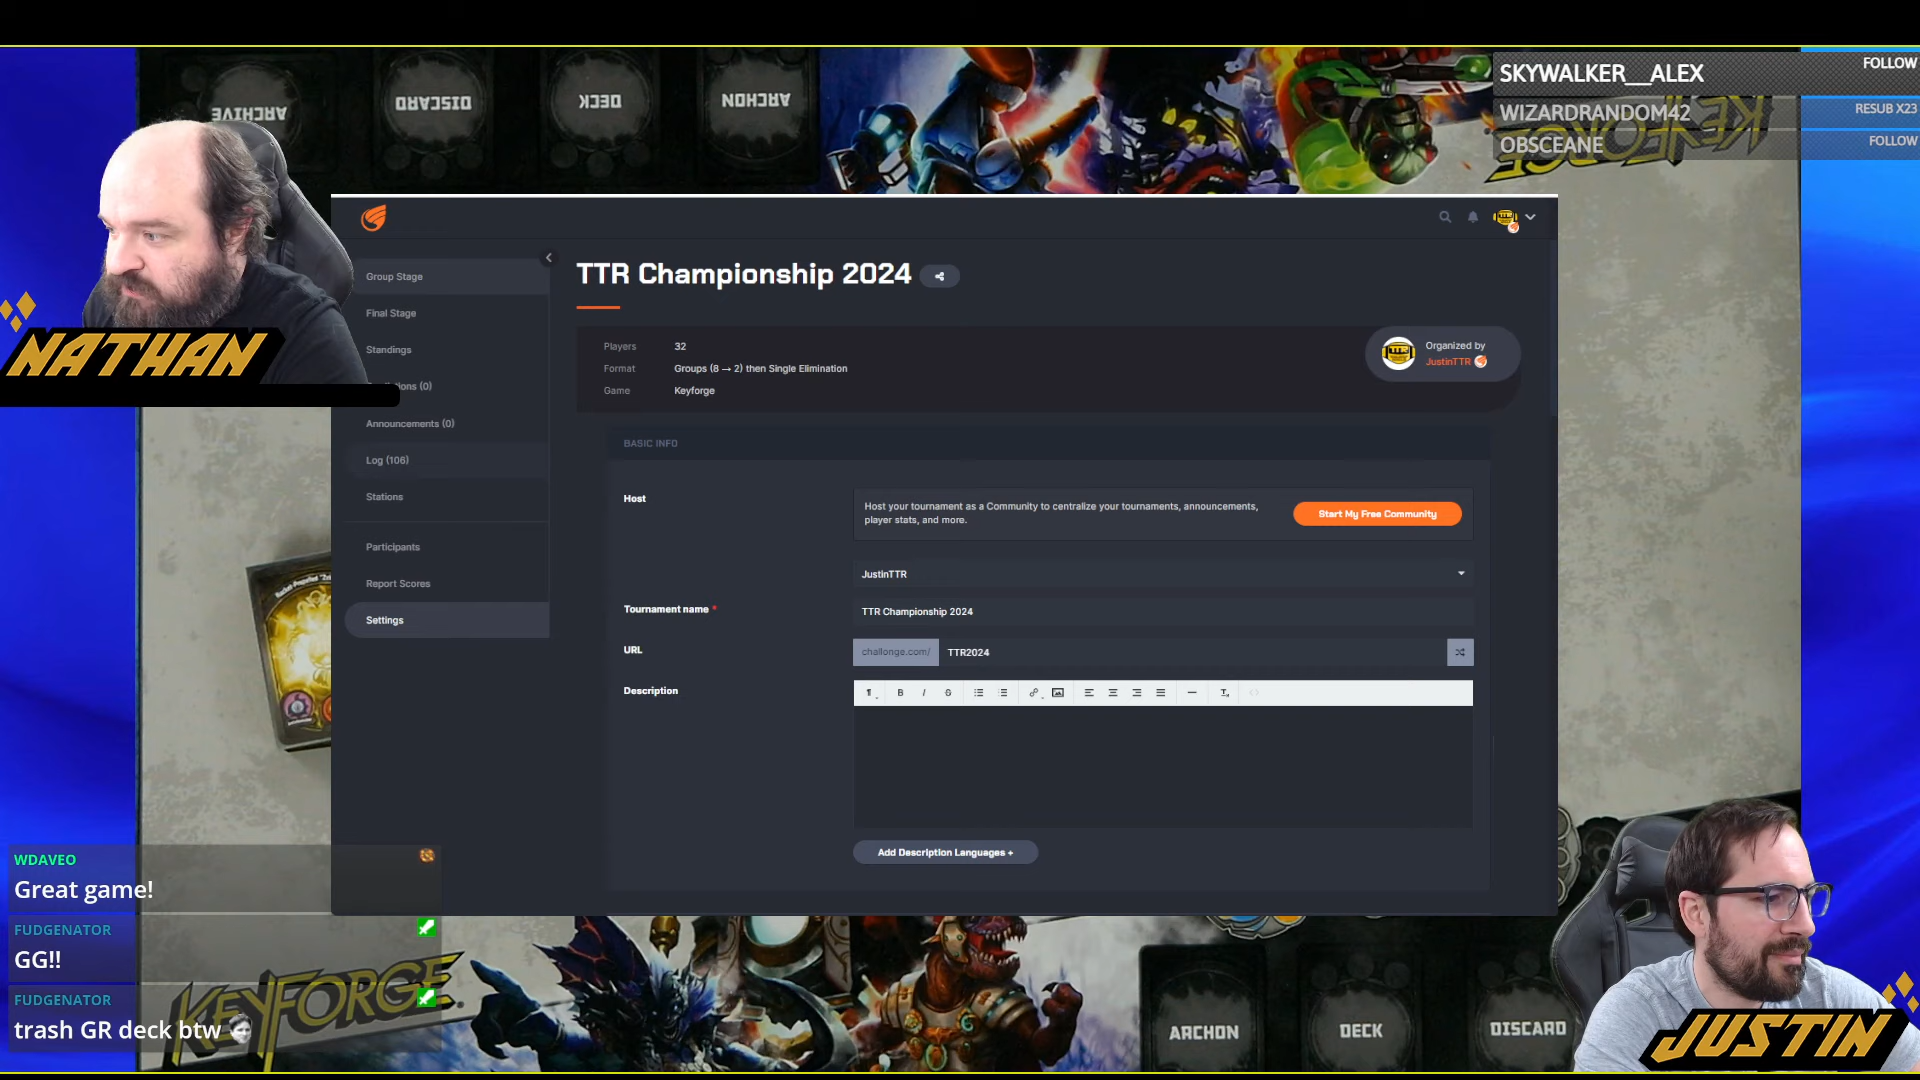 ARCHIVE
DISCARD
DECK
ARCHON
KEYFORGE
SKYWALKER__ALEX FOLLOW
WIZARDRANDOM42 RESUB X23
OBSCEANE FOLLOW
NATHAN
Group Stage
Final Stage
Standings
(0)
Announcements (0)
Log (106)
Stations
Participants
Report Scores
Settings
TTR Championship 2024
Players 32
Format Groups (8 → 2) then Single Elimination
Game Keyforge
Organized by
JustinTTR
BASIC INFO
Host
Host your tournament as a Community to centralize your tournaments, announcements,
player stats, and more.
Start My Free Community
JustinTTR
Tournament name *
TTR Championship 2024
URL
challonge.com/ TTR2024
Description
Add Description Languages +
WDAVEO
Great game!
FUDGENATOR
GG!!
FUDGENATOR
trash GR deck btw
KEYFORGE
ARCHON
DECK
DISCARD
JUSTIN